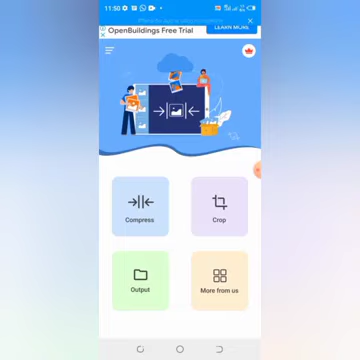 11:50
OpenBuildings Free Trial
LEARN MORE
Compress
Crop
Output
More from us